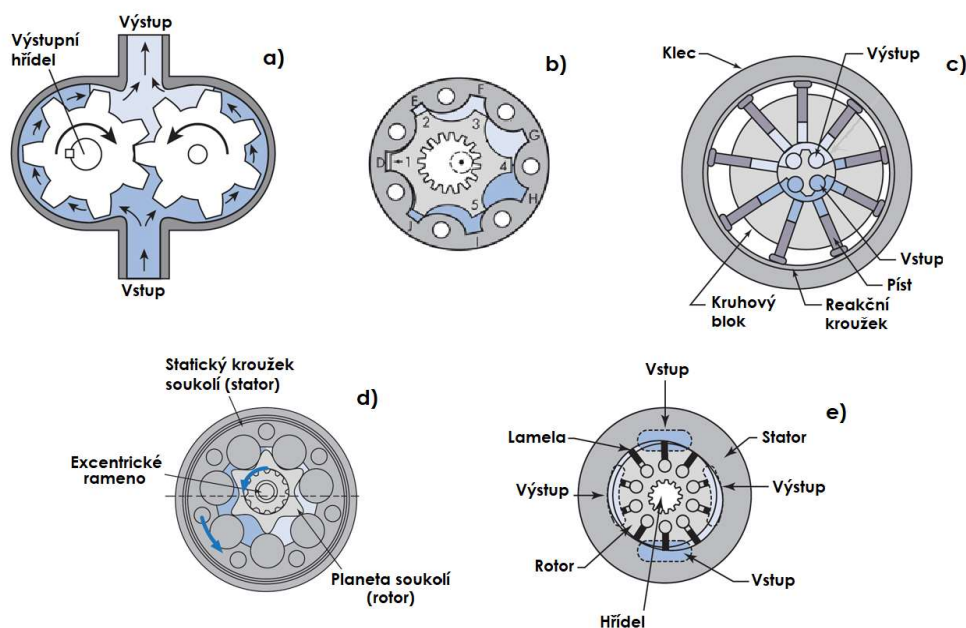 Výstup
Výstupní
hřídel
a)
Vstup
b)
E
F
2
3
G
D
1
4
H
5
J
I
c)
Klec
Výstup
Vstup
Píst
Kruhový
blok
Reakční
kroužek
d)
Statický kroužek
soukolí (stator)
Excentrické
rameno
Planeta soukolí
(rotor)
e)
Vstup
Lamela
Stator
Výstup
Výstup
Rotor
Vstup
Hřídel